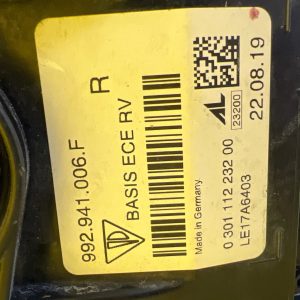 992.941.006.F
R
BASIS ECE RV
Made in Germany
0 301 112 232 00
LE17A6403
AL
23200
22.08.19